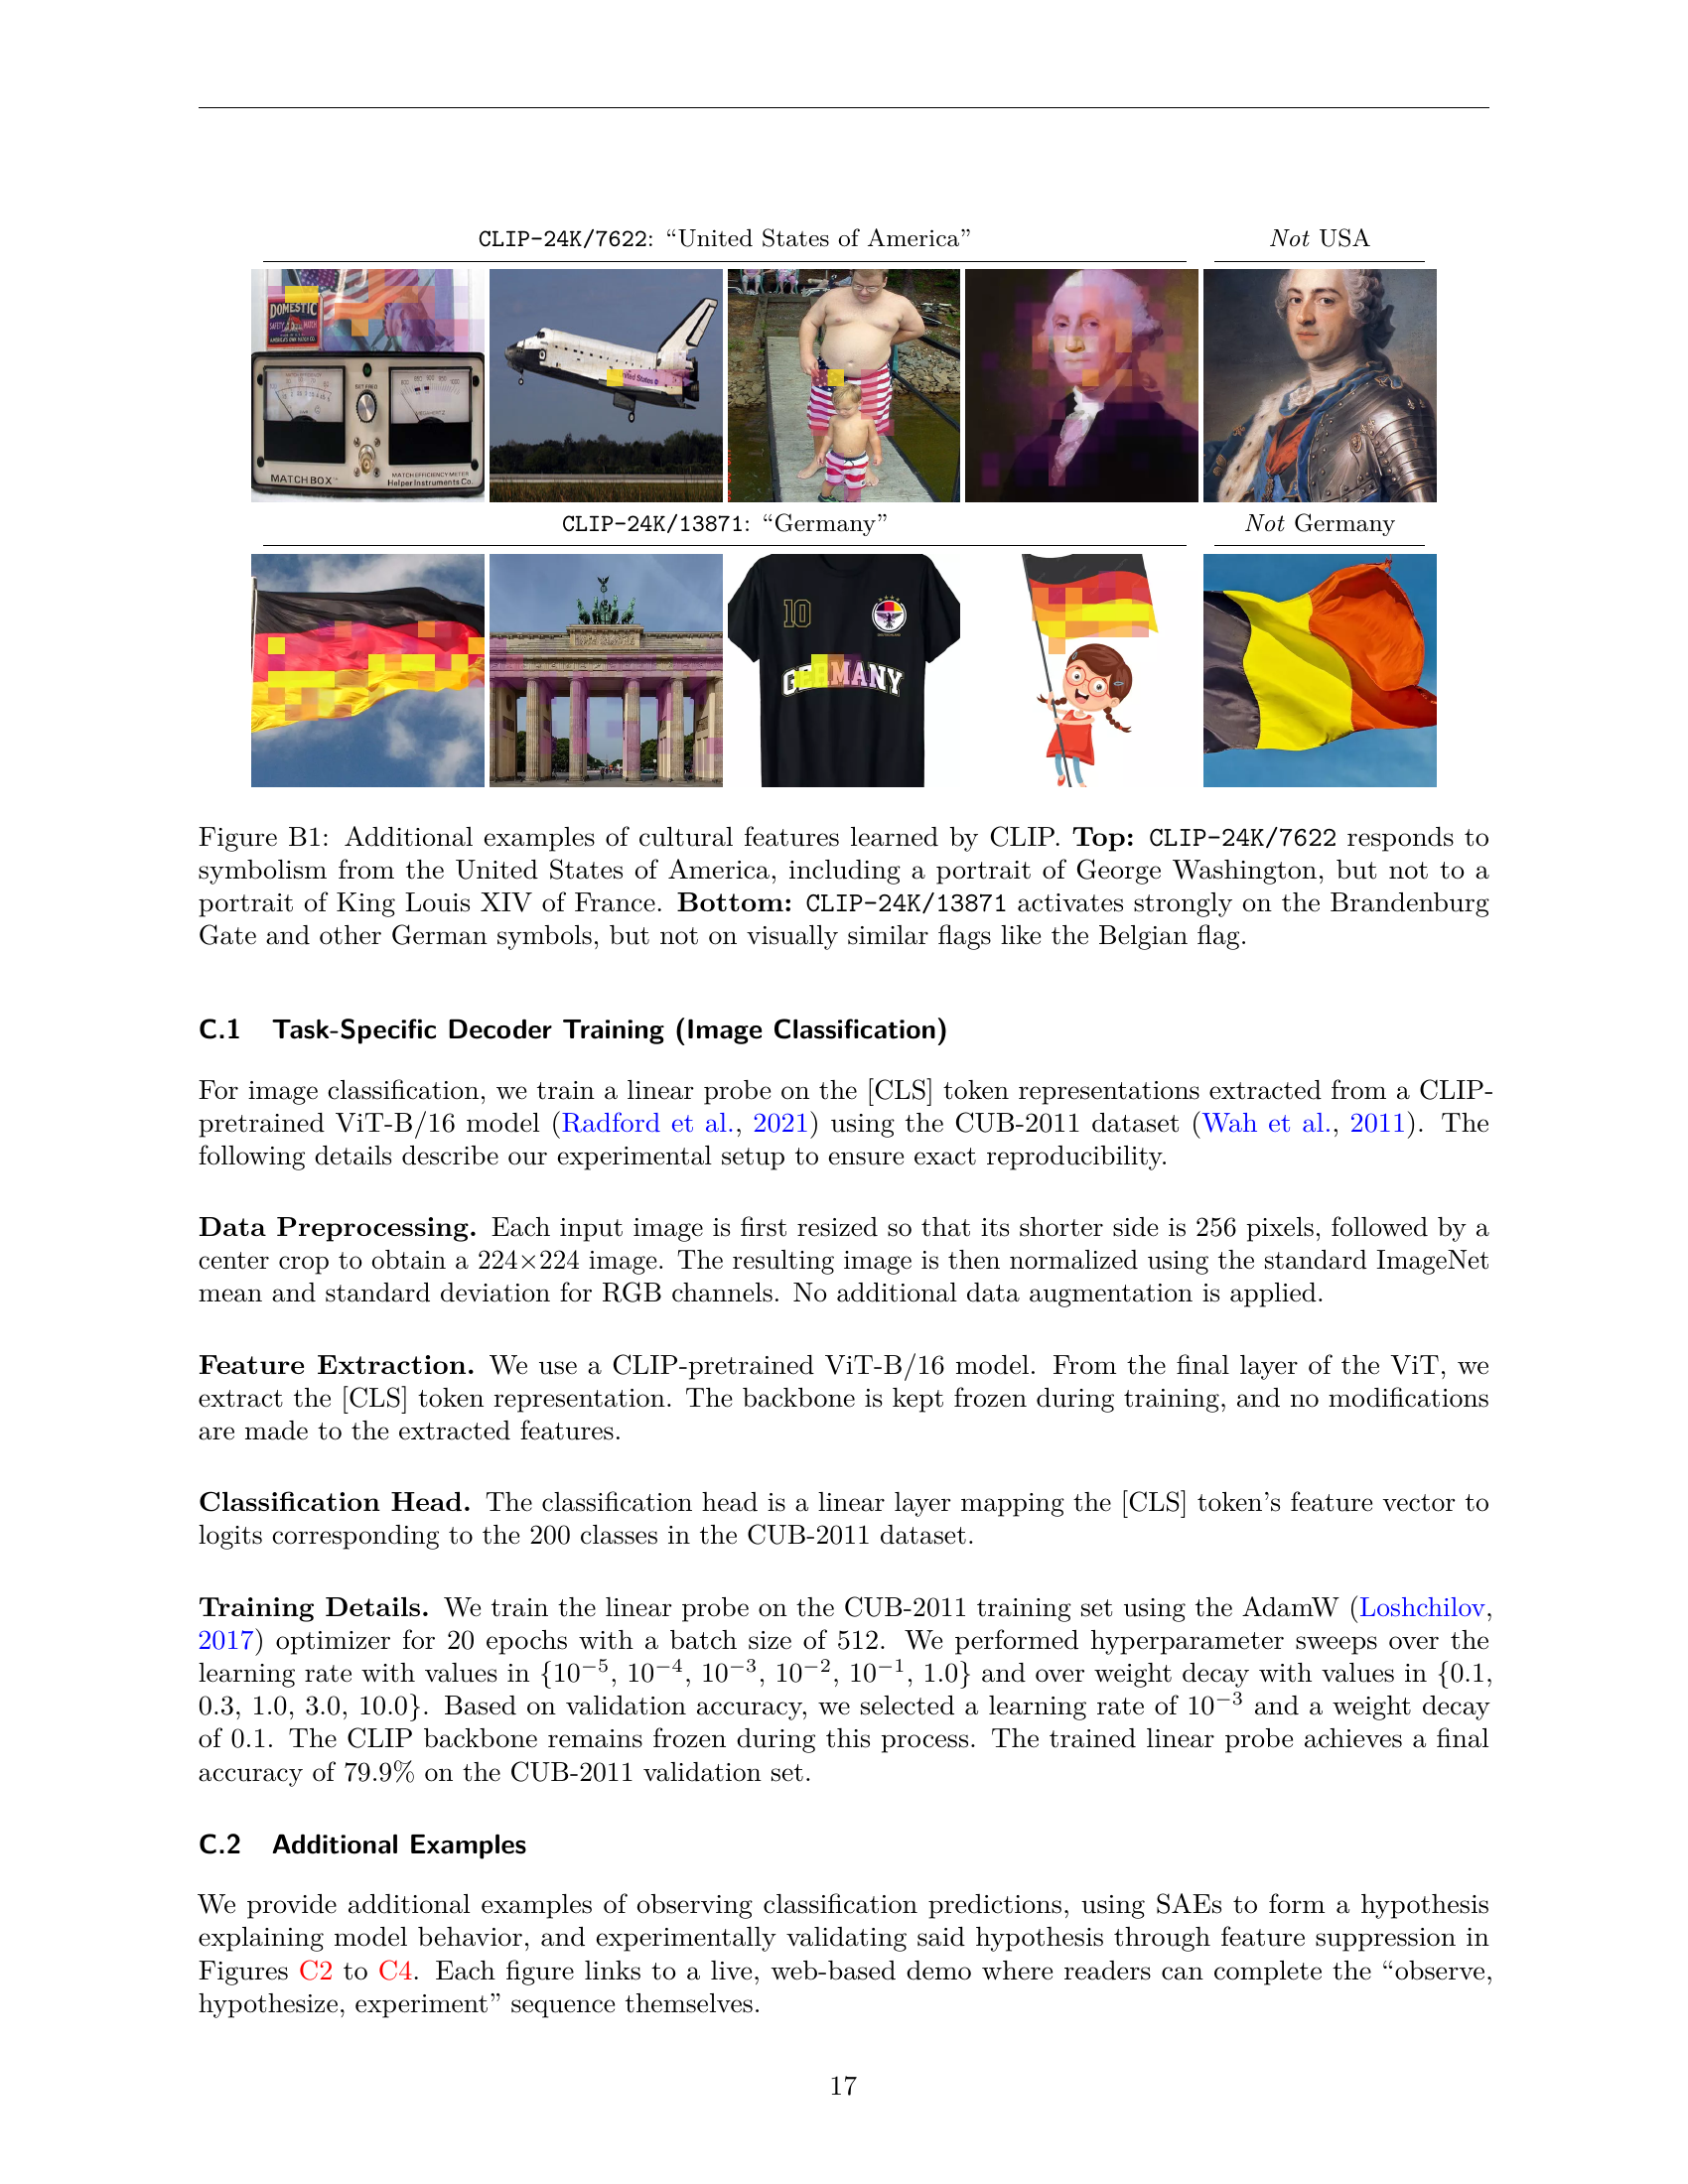 CLIP-24K/7622: “United States of America”
Not USA
DOMESTIC
SAFETY MATCH
AMERICA'S OWN MATCH CO.
SET FREQ
MEGAHERTZ
MATCHBOX
MATCH EFFICIENCY METER
Helper Instruments Co.
United States
CLIP-24K/13871: “Germany”
Not Germany
10
GERMANY
Figure B1: Additional examples of cultural features learned by CLIP. Top: CLIP-24K/7622 responds to
symbolism from the United States of America, including a portrait of George Washington, but not to a
portrait of King Louis XIV of France. Bottom: CLIP-24K/13871 activates strongly on the Brandenburg
Gate and other German symbols, but not on visually similar flags like the Belgian flag.
C.1 Task-Specific Decoder Training (Image Classification)
For image classification, we train a linear probe on the [CLS] token representations extracted from a CLIP-
pretrained ViT-B/16 model (Radford et al., 2021) using the CUB-2011 dataset (Wah et al., 2011). The
following details describe our experimental setup to ensure exact reproducibility.
Data Preprocessing. Each input image is first resized so that its shorter side is 256 pixels, followed by a
center crop to obtain a 224×224 image. The resulting image is then normalized using the standard ImageNet
mean and standard deviation for RGB channels. No additional data augmentation is applied.
Feature Extraction. We use a CLIP-pretrained ViT-B/16 model. From the final layer of the ViT, we
extract the [CLS] token representation. The backbone is kept frozen during training, and no modifications
are made to the extracted features.
Classification Head. The classification head is a linear layer mapping the [CLS] token’s feature vector to
logits corresponding to the 200 classes in the CUB-2011 dataset.
Training Details. We train the linear probe on the CUB-2011 training set using the AdamW (Loshchilov,
2017) optimizer for 20 epochs with a batch size of 512. We performed hyperparameter sweeps over the
learning rate with values in {10⁻⁵, 10⁻⁴, 10⁻³, 10⁻², 10⁻¹, 1.0} and over weight decay with values in {0.1,
0.3, 1.0, 3.0, 10.0}. Based on validation accuracy, we selected a learning rate of 10⁻³ and a weight decay
of 0.1. The CLIP backbone remains frozen during this process. The trained linear probe achieves a final
accuracy of 79.9% on the CUB-2011 validation set.
C.2 Additional Examples
We provide additional examples of observing classification predictions, using SAEs to form a hypothesis
explaining model behavior, and experimentally validating said hypothesis through feature suppression in
Figures C2 to C4. Each figure links to a live, web-based demo where readers can complete the “observe,
hypothesize, experiment” sequence themselves.
17